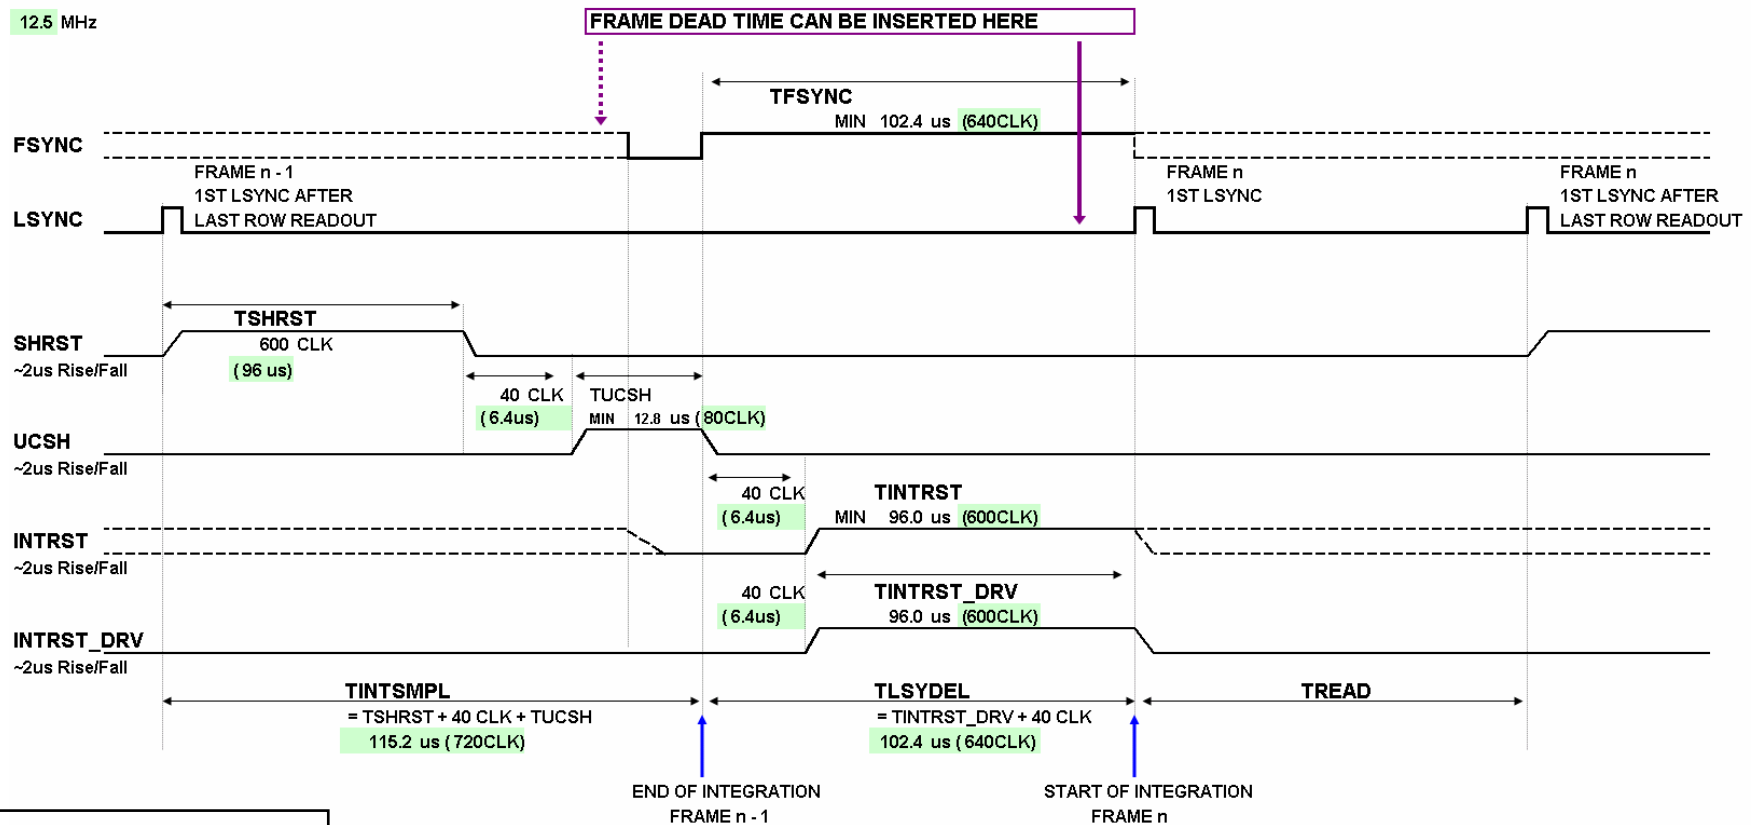 12.5 MHz
FRAME DEAD TIME CAN BE INSERTED HERE
TFSYNC
MIN 102.4 us (640CLK)
FSYNC
FRAME n - 1
1ST LSYNC AFTER
LAST ROW READOUT
FRAME n
1ST LSYNC
FRAME n
1ST LSYNC AFTER
LAST ROW READOUT
LSYNC
TSHRST
600 CLK
(96 us)
SHRST
~2us Rise/Fall
40 CLK
(6.4us)
TUCSH
MIN 12.8 us (80CLK)
UCSH
~2us Rise/Fall
40 CLK
(6.4us)
TINTRST
MIN 96.0 us (600CLK)
INTRST
~2us Rise/Fall
40 CLK
(6.4us)
TINTRST_DRV
96.0 us (600CLK)
INTRST_DRV
~2us Rise/Fall
TINTSMPL
= TSHRST + 40 CLK + TUCSH
115.2 us (720CLK)
TLSYDEL
= TINTRST_DRV + 40 CLK
102.4 us (640CLK)
TREAD
END OF INTEGRATION
FRAME n - 1
START OF INTEGRATION
FRAME n